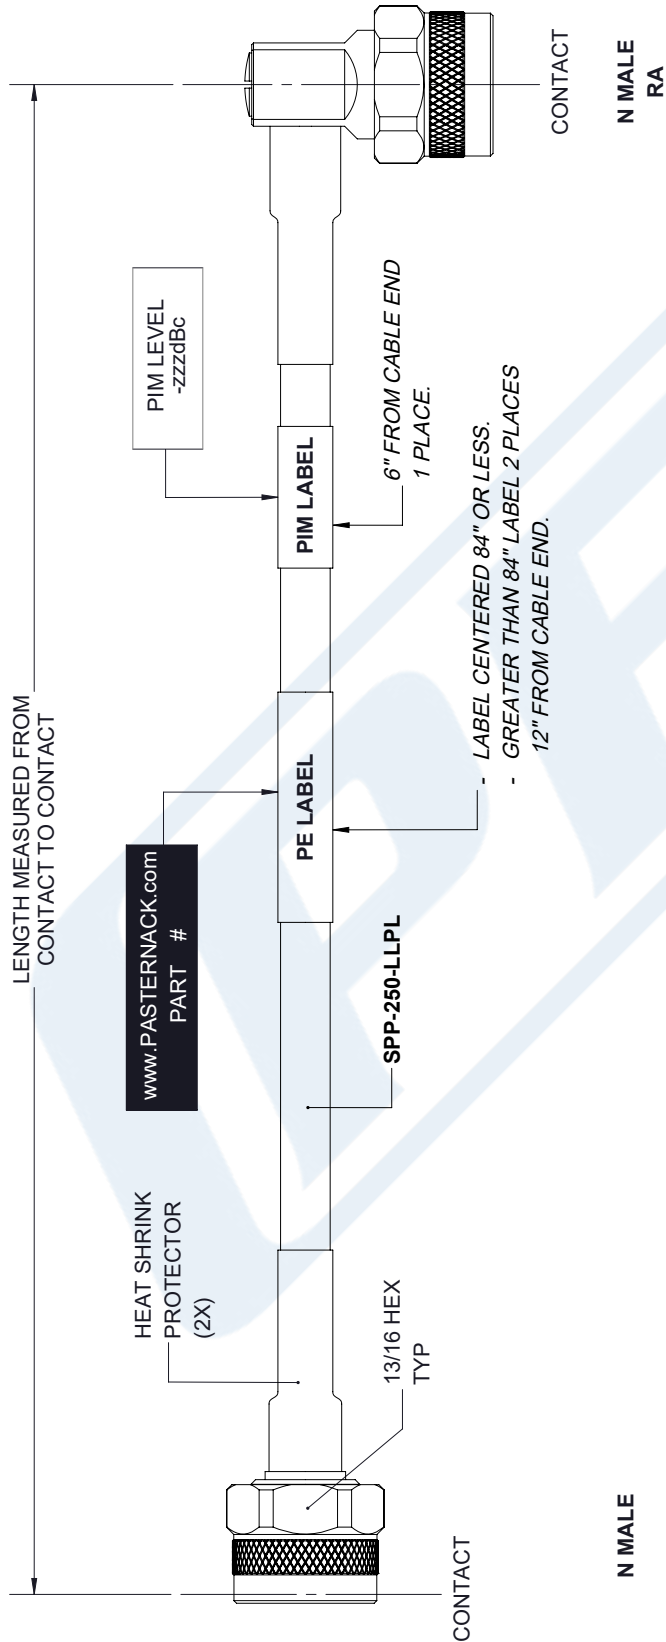 LENGTH MEASURED FROM
CONTACT TO CONTACT
HEAT SHRINK
PROTECTOR
(2X)
www.PASTERNACK.com
PART #
PIM LEVEL
-zzzdBc
PE LABEL
PIM LABEL
13/16 HEX
TYP
SPP-250-LLPL
6" FROM CABLE END
1 PLACE.
- LABEL CENTERED 84" OR LESS.
- GREATER THAN 84" LABEL 2 PLACES
12" FROM CABLE END.
CONTACT
CONTACT
N MALE
N MALE
RA